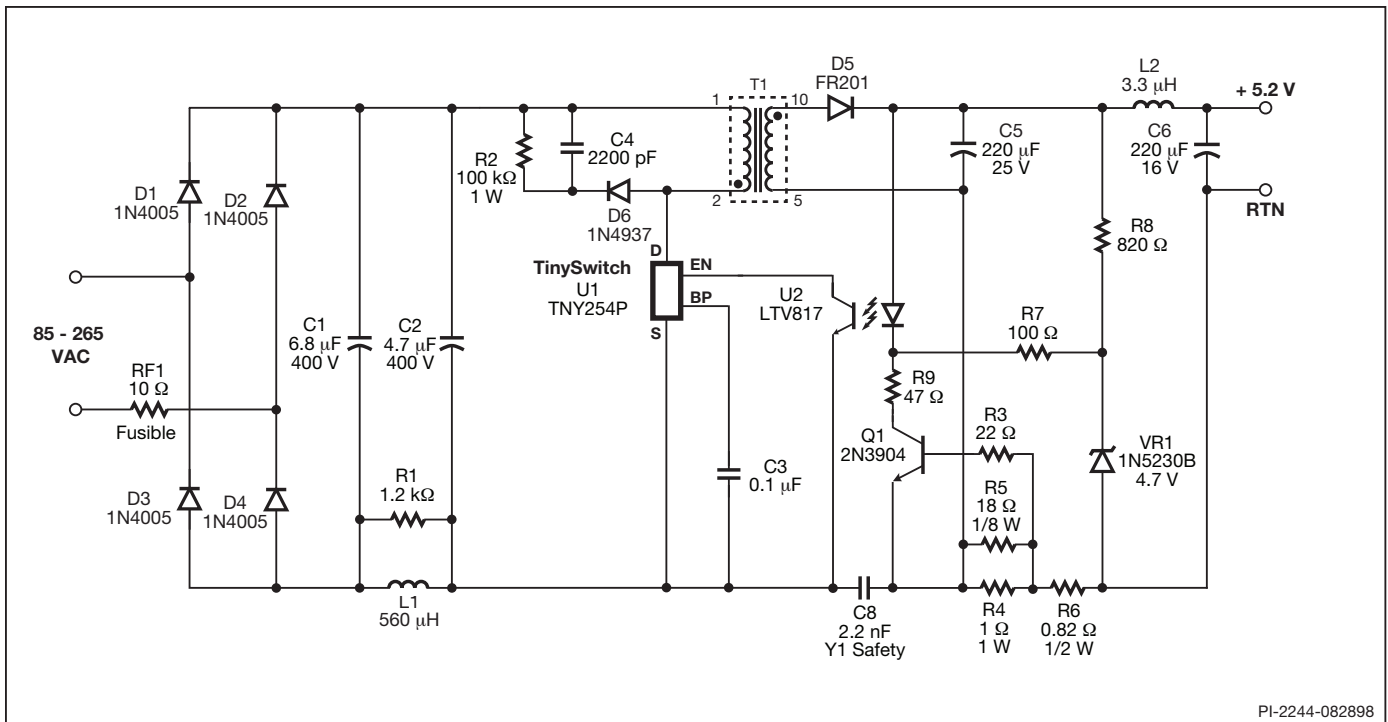 D5
FR201
T1
L2
3.3 µH
+ 5.2 V
1
10
C4
2200 pF
R2
100 kΩ
1 W
C5
220 µF
25 V
C6
220 µF
16 V
D1
1N4005
D2
1N4005
D6
1N4937
2
5
RTN
R8
820 Ω
D
TinySwitch
U1
TNY254P
EN
BP
S
U2
LTV817
85 - 265
VAC
C1
6.8 µF
400 V
C2
4.7 µF
400 V
R7
100 Ω
RF1
10 Ω
Fusible
R9
47 Ω
Q1
2N3904
R3
22 Ω
VR1
1N5230B
4.7 V
D3
1N4005
D4
1N4005
R1
1.2 kΩ
C3
0.1 µF
R5
18 Ω
1/8 W
L1
560 µH
C8
2.2 nF
Y1 Safety
R4
1 Ω
1 W
R6
0.82 Ω
1/2 W
PI-2244-082898